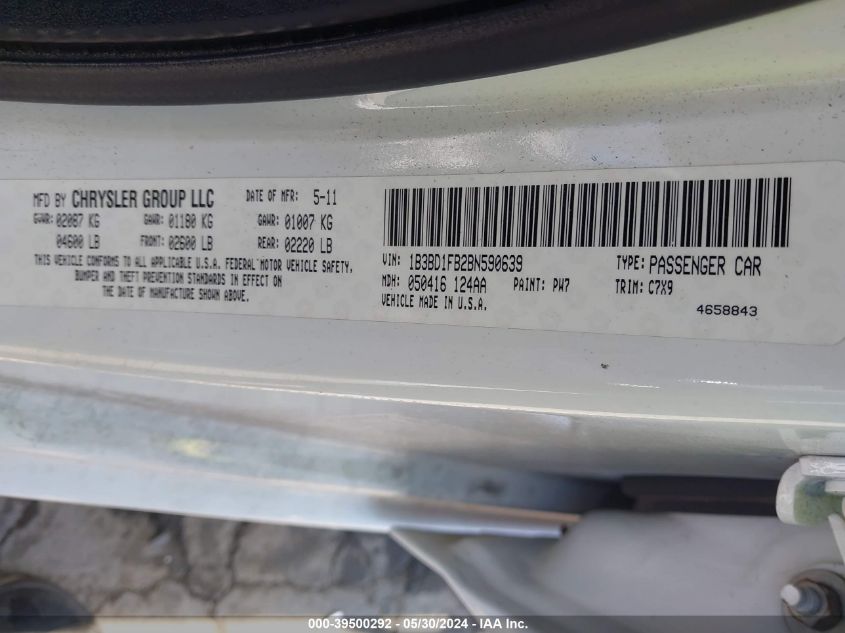 MFD BY CHRYSLER GROUP LLC
DATE OF MFR: 5-11
GVWR: 02087 KG GAWR: 01180 KG GAWR: 01007 KG
04600 LB FRONT: 02600 LB REAR: 02220 LB
THIS VEHICLE CONFORMS TO ALL APPLICABLE U.S.A. FEDERAL MOTOR VEHICLE SAFETY,
BUMPER AND THEFT PREVENTION STANDARDS IN EFFECT ON
THE DATE OF MANUFACTURE SHOWN ABOVE.
VIN: 1B3BD1FB2BN590639 TYPE: PASSENGER CAR
MDH: 050416 124AA PAINT: PW7 TRIM: C7X9
VEHICLE MADE IN U.S.A.
4658843
000-39500292 - 05/30/2024 - IAA Inc.